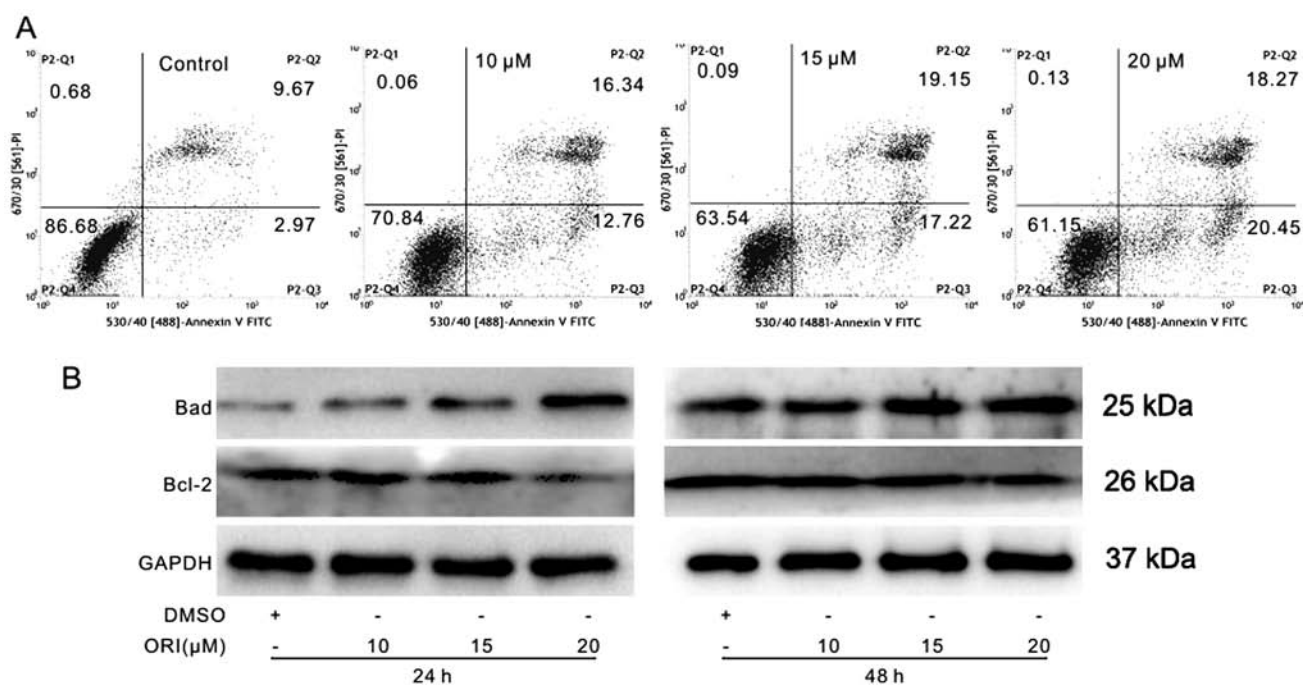 A
P2-Q1 Control P2-Q2
0.68 9.67
86.68 2.97
P2-Q4 P2-Q3
670/30 [561]-PI
530/40 [488]-Annexin V FITC
P2-Q1 10 µM P2-Q2
0.06 16.34
70.84 12.76
P2-Q4 P2-Q3
670/30 [561]-PI
530/40 [488]-Annexin V FITC
P2-Q1 15 µM P2-Q2
0.09 19.15
63.54 17.22
P2-Q4 P2-Q3
670/30 [561]-PI
530/40 [488]-Annexin V FITC
P2-Q1 20 µM P2-Q2
0.13 18.27
61.15 20.45
P2-Q4 P2-Q3
670/30 [561]-PI
530/40 [488]-Annexin V FITC
B
Bad 25 kDa
Bcl-2 26 kDa
GAPDH 37 kDa
DMSO + - - - + - - -
ORI(µM) - 10 15 20 - 10 15 20
24 h 48 h